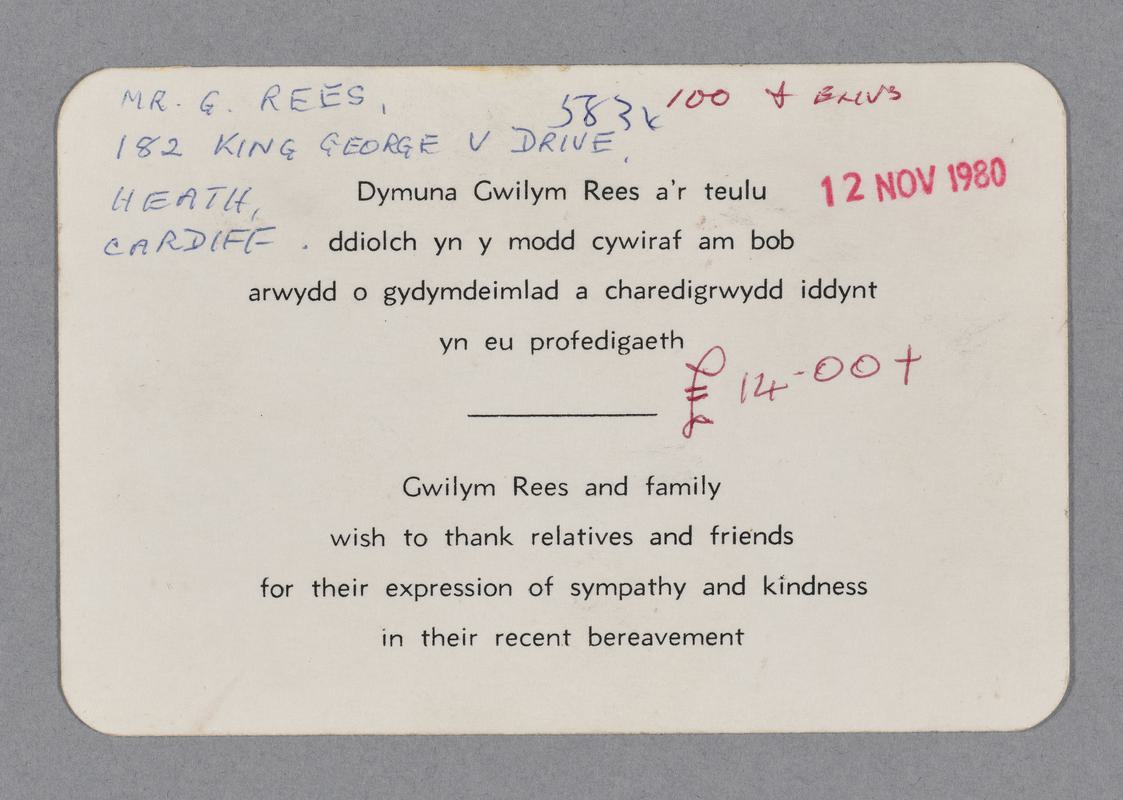 MR. G. REES,
583 100 + ENVS
182 KING GEORGE V DRIVE,
HEATH,
CARDIFF.
12 NOV 1980
Dymuna Gwilym Rees a'r teulu
ddiolch yn y modd cywiraf am bob
arwydd o gydymdeimlad a charedigrwydd iddynt
yn eu profedigaeth
£14-00+
Gwilym Rees and family
wish to thank relatives and friends
for their expression of sympathy and kindness
in their recent bereavement